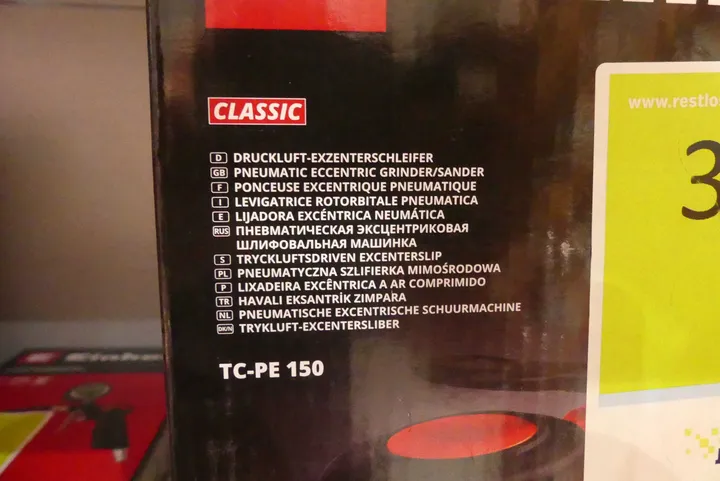 CLASSIC
D DRUCKLUFT-EXZENTERSCHLEIFER
GB PNEUMATIC ECCENTRIC GRINDER/SANDER
F PONCEUSE EXCENTRIQUE PNEUMATIQUE
I LEVIGATRICE ROTORBITALE PNEUMATICA
E LIJADORA EXCÉNTRICA NEUMÁTICA
RUS ПНЕВМАТИЧЕСКАЯ ЭКСЦЕНТРИКОВАЯ
ШЛИФОВАЛЬНАЯ МАШИНКА
S TRYCKLUFTSDRIVEN EXCENTERSLIP
PL PNEUMATYCZNA SZLIFIERKA MIMOŚRODOWA
P LIXADEIRA EXCÊNTRICA A AR COMPRIMIDO
TR HAVALI EKSANTRİK ZIMPARA
NL PNEUMATISCHE EXCENTRISCHE SCHUURMACHINE
DK/N TRYKLUFT-EXCENTERSLIBER
TC-PE 150
www.restlo
3